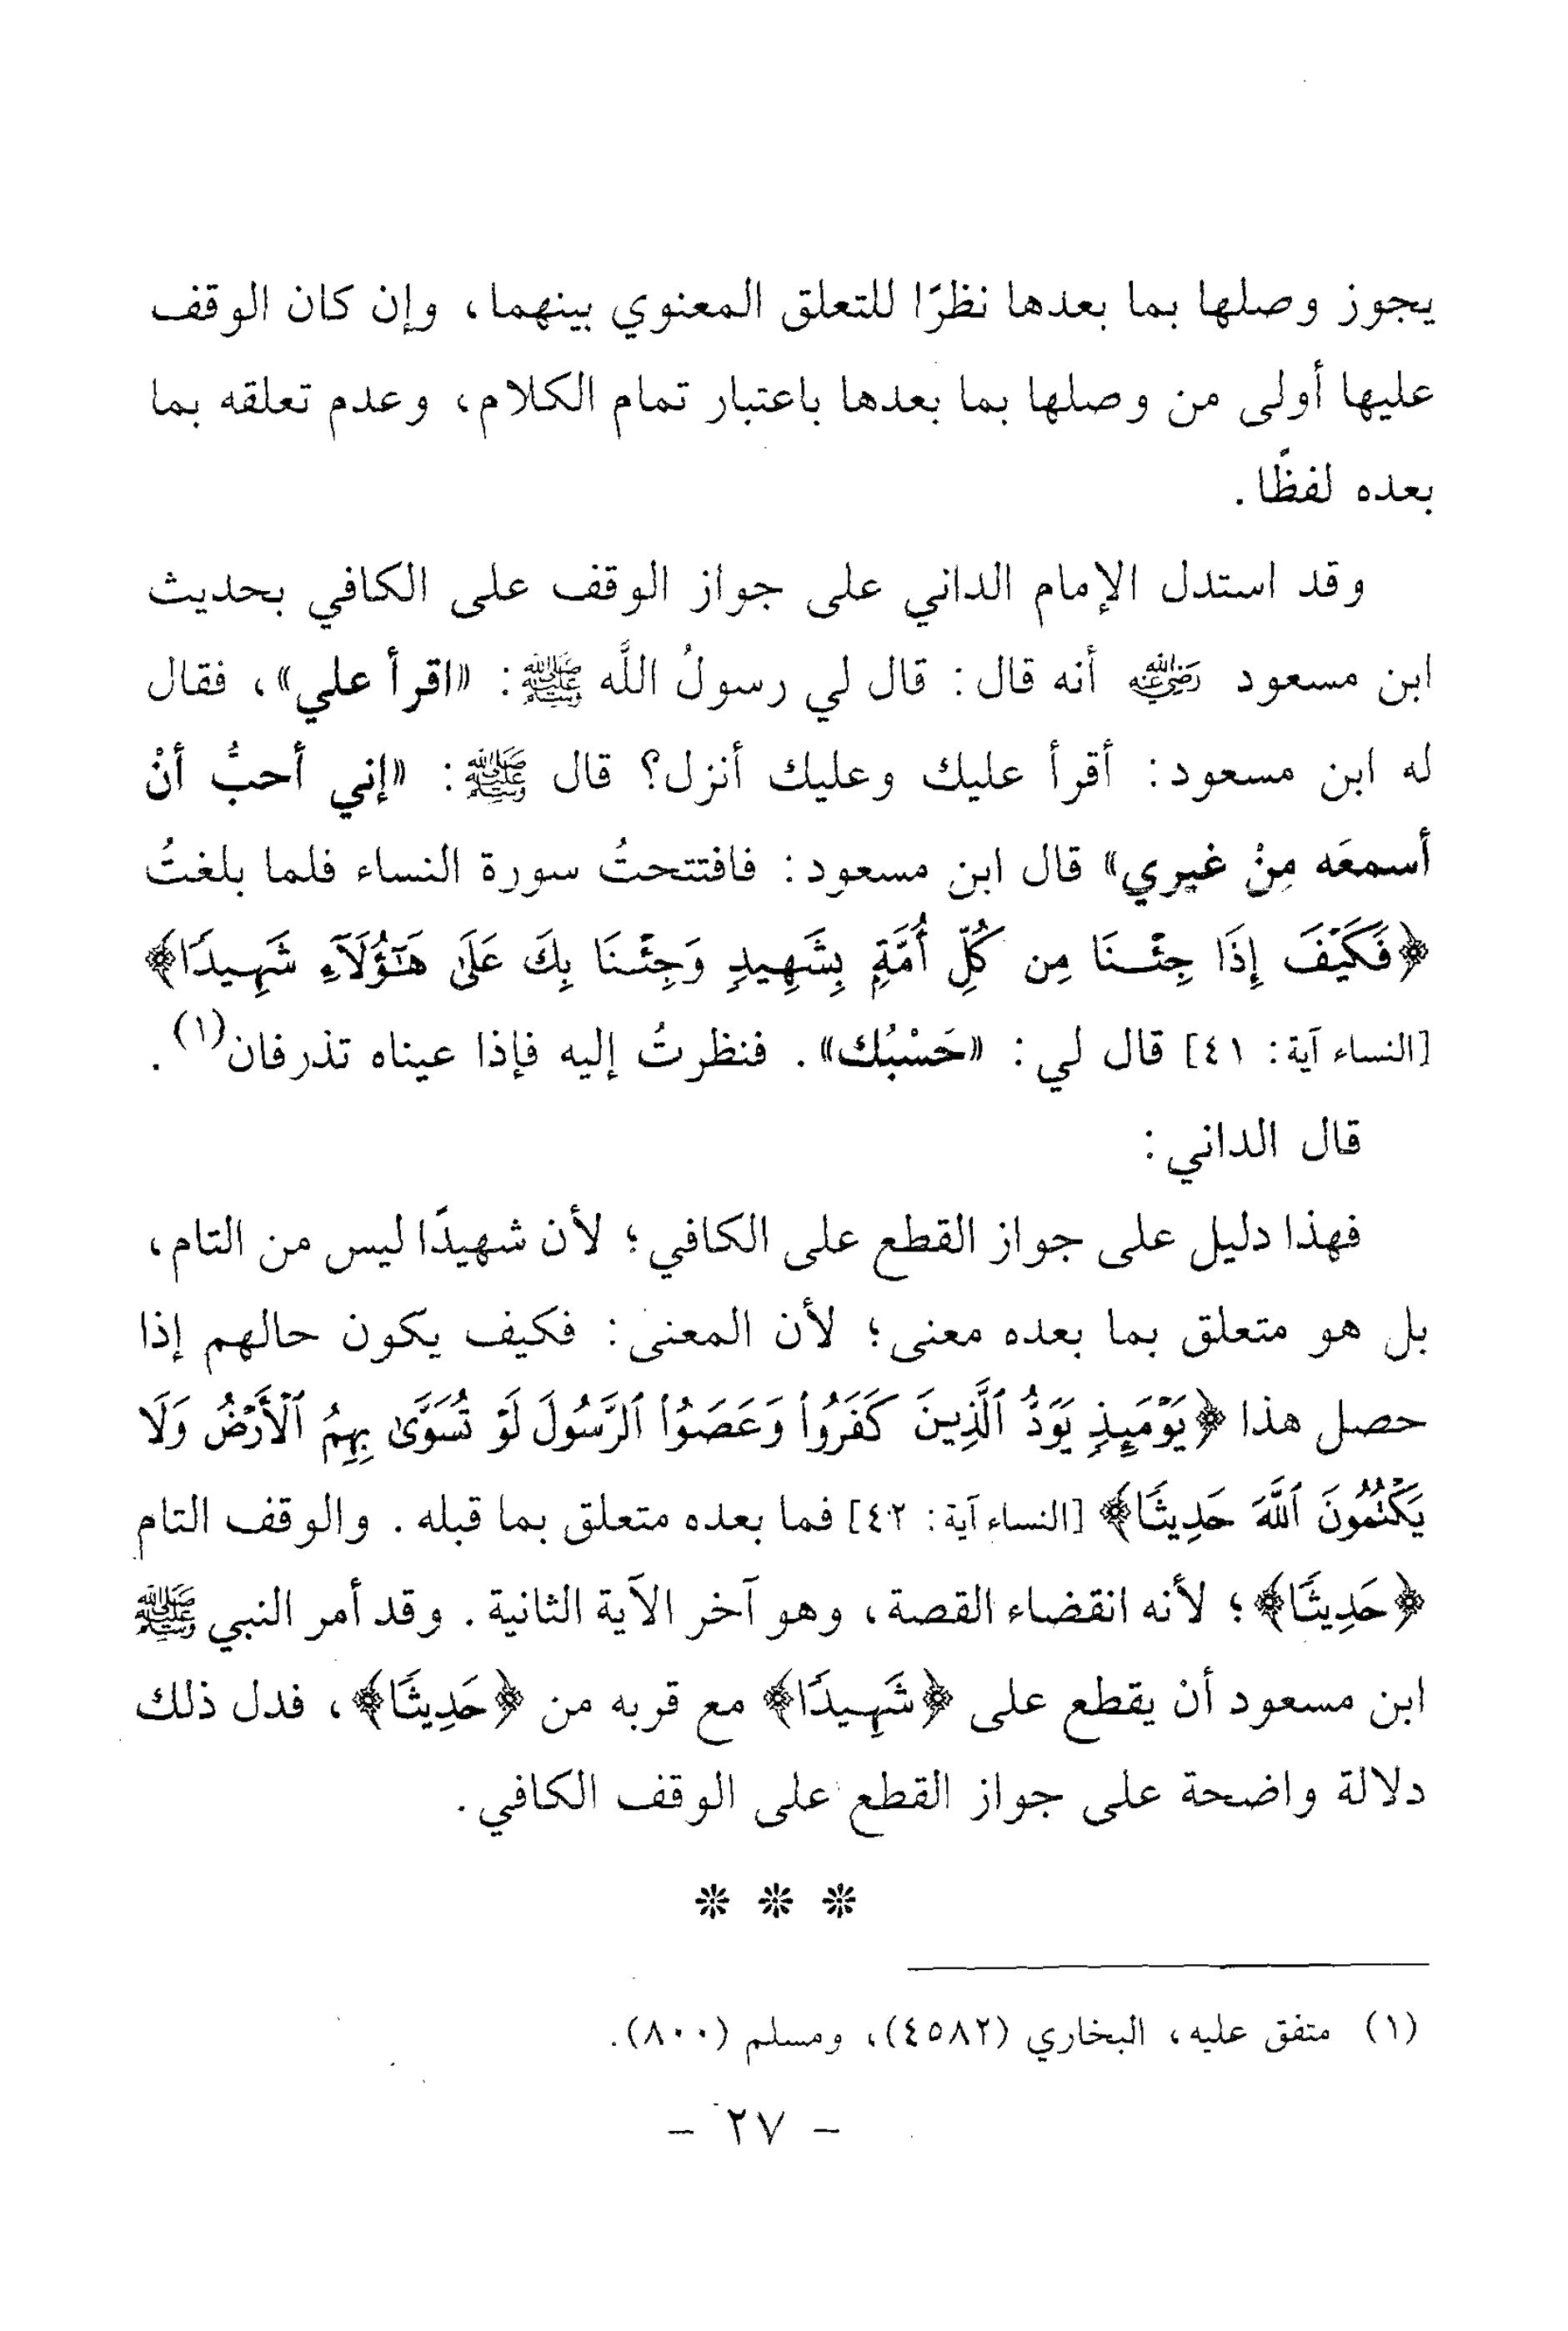 يجوز وصلها بما بعدها نظرًا للتعلق المعنوي بينهما، وإن كان الوقف
عليها أولى من وصلها بما بعدها باعتبار تمام الكلام، وعدم تعلقه بما
بعده لفظًا.
وقد استدل الإمام الداني على جواز الوقف على الكافي بحديث
ابن مسعود رضي الله عنه أنه قال: قال لي رسولُ اللَّه ﷺ: «اقرأ علي»، فقال
له ابن مسعود: أقرأ عليك وعليك أنزل؟ قال ﷺ: «إني أحبُّ أنْ
أسمعَه مِنْ غيري» قال ابن مسعود: فافتتحتُ سورة النساء فلما بلغتُ
﴿فَكَيْفَ إِذَا جِئْنَا مِن كُلِّ أُمَّةٍ بِشَهِيدٍ وَجِئْنَا بِكَ عَلَىٰ هَٰٓؤُلَآءِ شَهِيدًا﴾
[النساء آية: ٤١] قال لي: «حَسْبُك». فنظرتُ إليه فإذا عيناه تذرفان(١).
قال الداني:
فهذا دليل على جواز القطع على الكافي؛ لأن شهيدًا ليس من التام،
بل هو متعلق بما بعده معنى؛ لأن المعنى: فكيف يكون حالهم إذا
حصل هذا ﴿يَوْمَئِذٍ يَوَدُّ ٱلَّذِينَ كَفَرُوا۟ وَعَصَوُا۟ ٱلرَّسُولَ لَوْ تُسَوَّىٰ بِهِمُ ٱلْأَرْضُ وَلَا
يَكْتُمُونَ ٱللَّهَ حَدِيثًا﴾ [النساء آية: ٤٢] فما بعده متعلق بما قبله. والوقف التام
﴿حَدِيثًا﴾؛ لأنه انقضاء القصة، وهو آخر الآية الثانية. وقد أمر النبي ﷺ
ابن مسعود أن يقطع على ﴿شَهِيدًا﴾ مع قربه من ﴿حَدِيثًا﴾، فدل ذلك
دلالة واضحة على جواز القطع على الوقف الكافي.
* * *
(١) متفق عليه، البخاري (٤٥٨٢)، ومسلم (٨٠٠).
- ٢٧ -